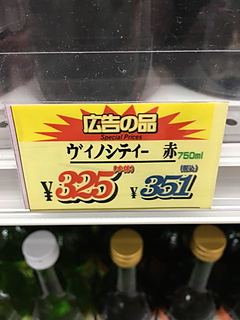 広告の品
Special Prices
ヴィノシティー 赤 750ml
¥325(本体) ¥351(税込)